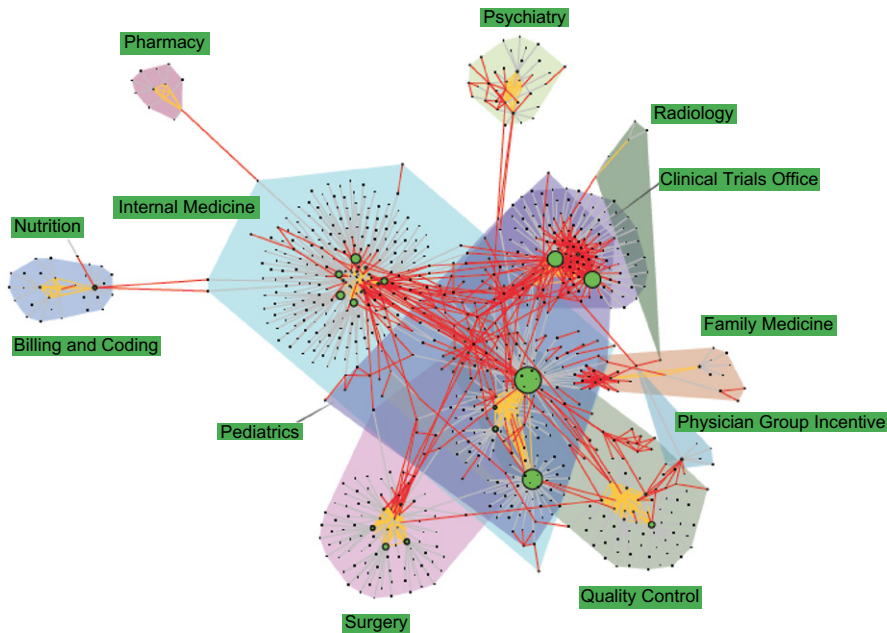 Psychiatry
Pharmacy
Radiology
Clinical Trials Office
Internal Medicine
Nutrition
Family Medicine
Billing and Coding
Physician Group Incentive
Pediatrics
Quality Control
Surgery